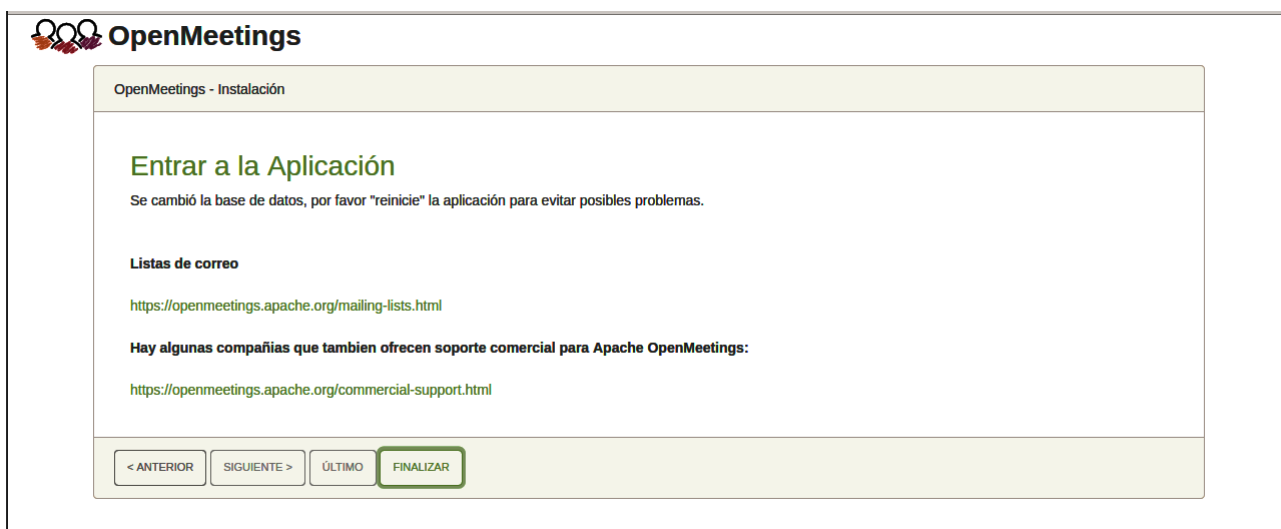 OpenMeetings
OpenMeetings - Instalación
Entrar a la Aplicación
Se cambió la base de datos, por favor "reinicie" la aplicación para evitar posibles problemas.
Listas de correo
https://openmeetings.apache.org/mailing-lists.html
Hay algunas compañias que tambien ofrecen soporte comercial para Apache OpenMeetings:
https://openmeetings.apache.org/commercial-support.html
< ANTERIOR SIGUIENTE > ÚLTIMO FINALIZAR